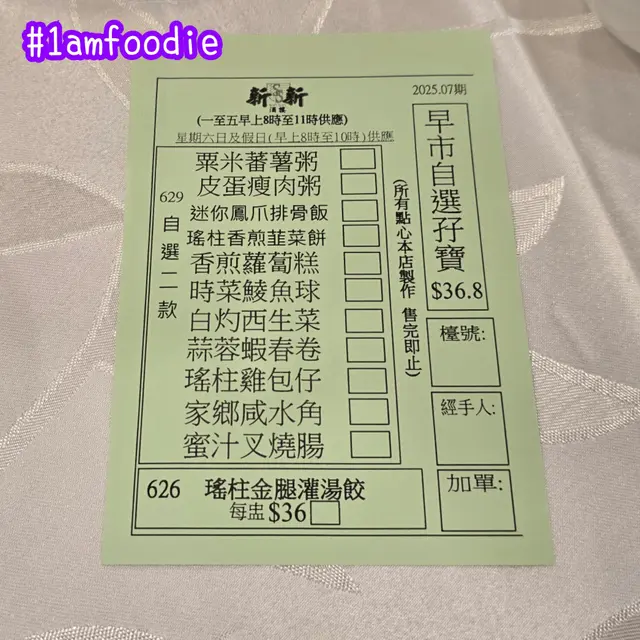 #1amfoodie
新新
酒樓
2025.07期
(一至五早上8時至11時供應)
星期六日及假日(早上8時至10時)供應
早市自選孖寶
$36.8
629
自選二款
粟米蕃薯粥
皮蛋瘦肉粥
迷你鳳爪排骨飯
瑤柱香煎韮菜餅
香煎蘿蔔糕
時菜鯪魚球
白灼西生菜
蒜蓉蝦春卷
瑤柱雞包仔
家鄉咸水角
蜜汁叉燒腸
(所有點心本店製作 售完即止)
檯號:
經手人:
加單:
626 瑤柱金腿灌湯餃
每盅 $36